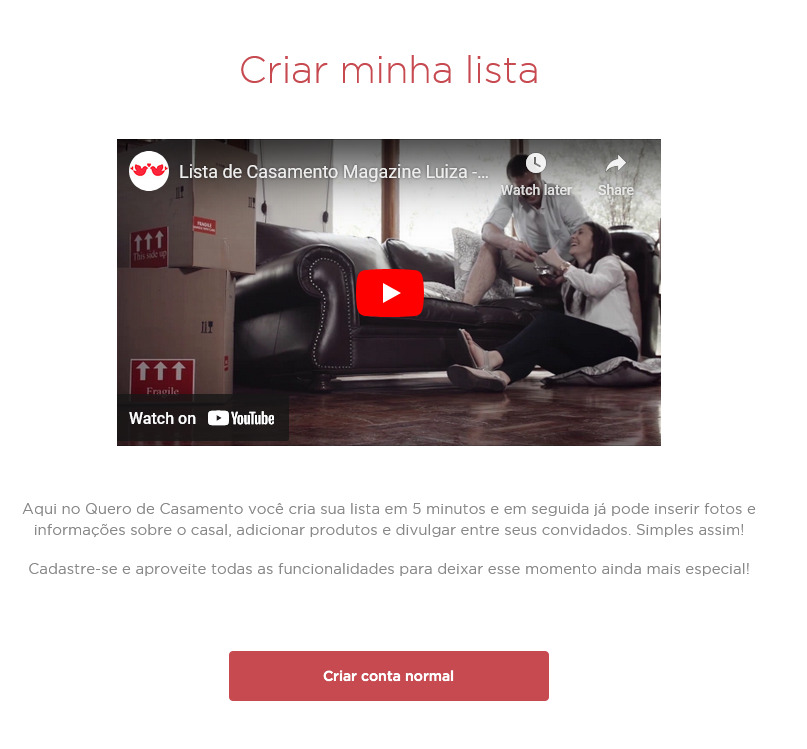 Criar minha lista
Lista de Casamento Magazine Luiza -...
Watch later
Share
FRAGILE
This side up
Fragile
Watch on YouTube
Aqui no Quero de Casamento você cria sua lista em 5 minutos e em seguida já pode inserir fotos e
informações sobre o casal, adicionar produtos e divulgar entre seus convidados. Simples assim!
Cadastre-se e aproveite todas as funcionalidades para deixar esse momento ainda mais especial!
Criar conta normal